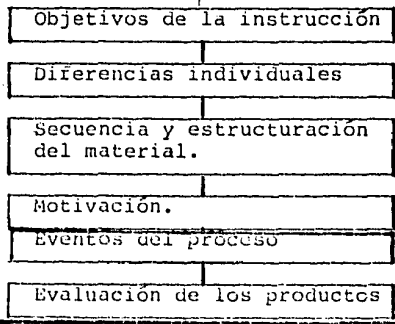 Objetivos de la instrucción
Diferencias individuales
Secuencia y estructuración
del material.
Motivación.
Eventos del proceso
Evaluación de los productos